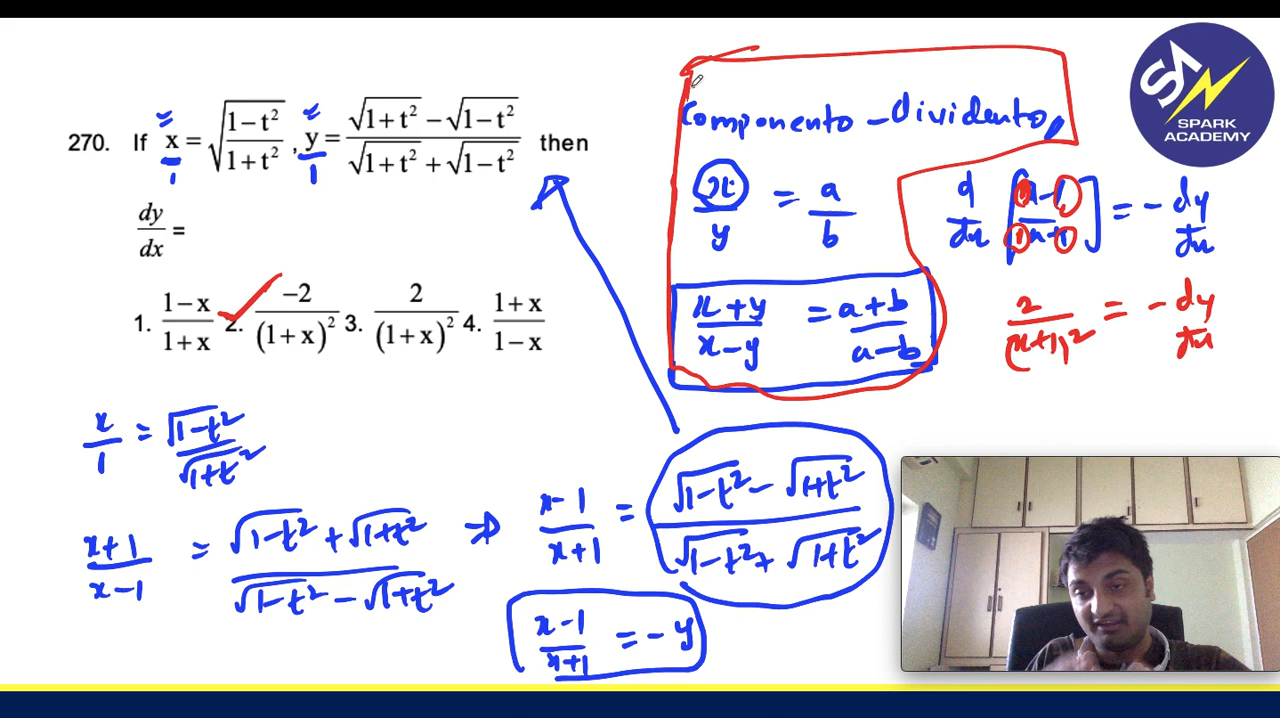 270. If x = √((1−t²)/(1+t²)), y = (√(1+t²) − √(1−t²))/(√(1+t²) + √(1−t²)) then
dy/dx =
1. (1−x)/(1+x) 2. −2/(1+x)² 3. 2/(1+x)² 4. (1+x)/(1−x)
SPARK
ACADEMY
componento - dividendo
x/y = a/b
(x+y)/(x−y) = (a+b)/(a−b)
d/dx [(x−1)/(x+1)] = −dy/dx
2/(x+1)² = −dy/dx
x/1 = √(1−t²)/√(1+t²)
(x+1)/(x−1) = (√(1−t²) + √(1+t²))/(√(1−t²) − √(1+t²)) ⇒ (x−1)/(x+1) = (√(1−t²) − √(1+t²))/(√(1−t²) + √(1+t²))
(x−1)/(x+1) = −y